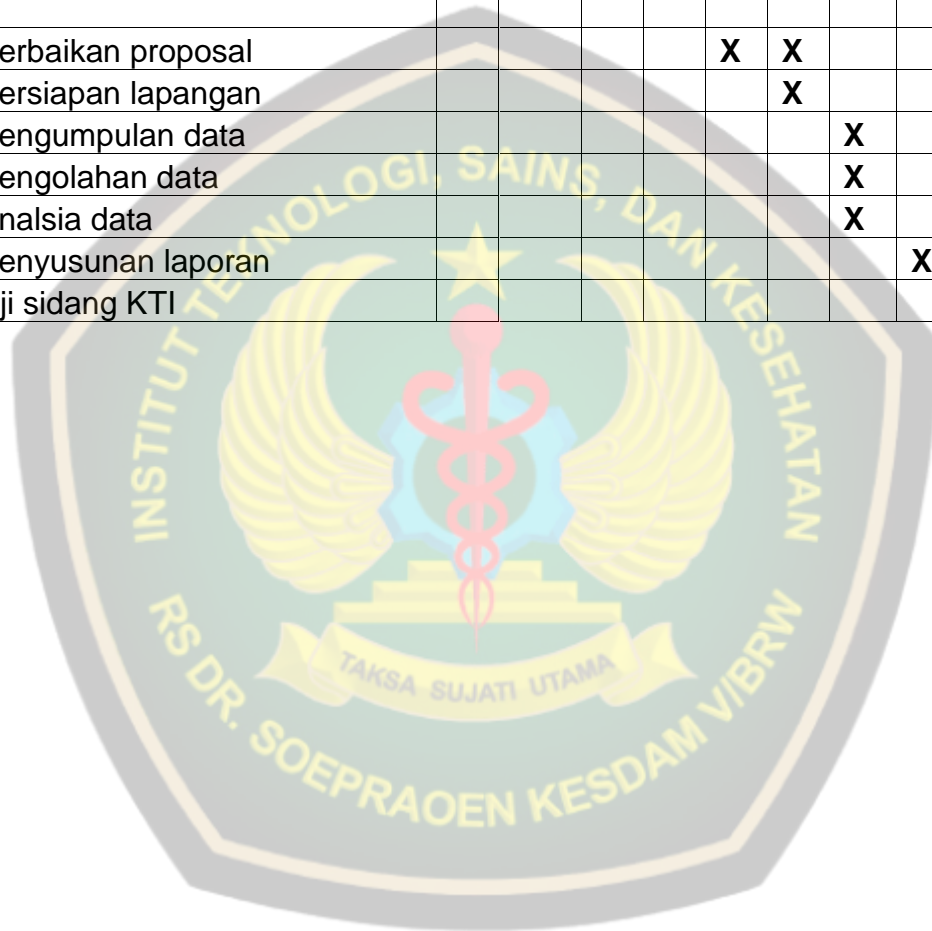 erbaikan proposal X X
ersiapan lapangan X
engumpulan data X
engolahan data X
nalsia data X
enyusunan laporan X
ji sidang KTI
INSTITUT TEKNOLOGI, SAINS, DAN KESEHATAN
TAKSA SUJATI UTAMA
RS DR. SOEPRAOEN KESDAM V/BRW